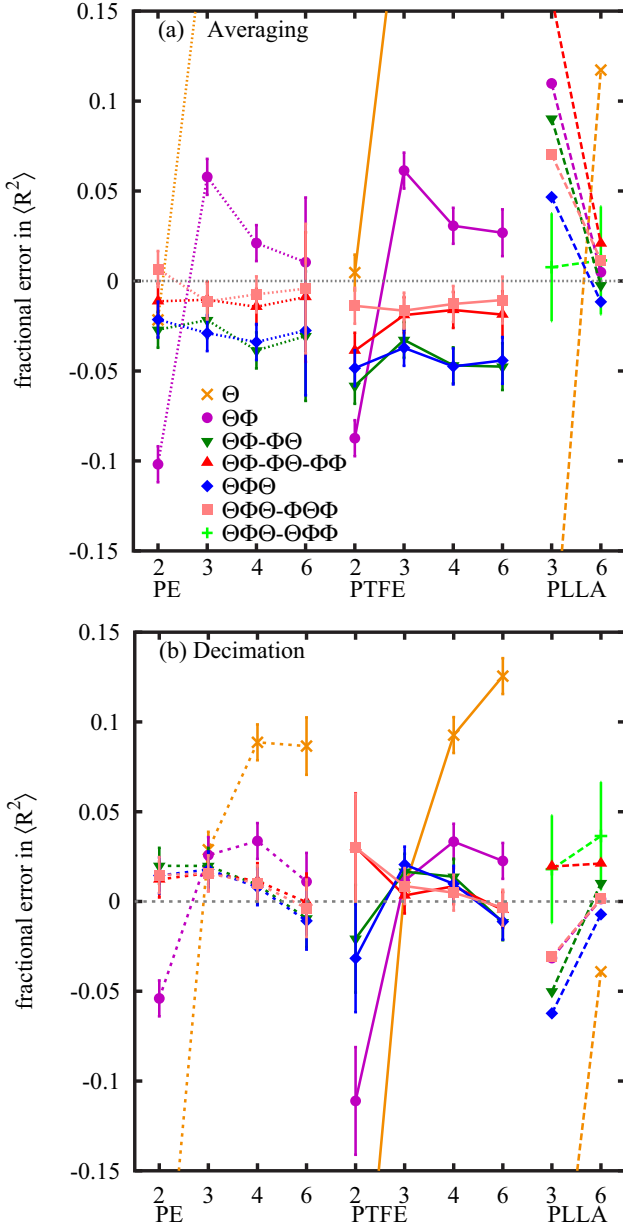 (a) Averaging
0.15
0.1
0.05
0
-0.05
-0.1
-0.15
fractional error in ⟨R²⟩
Θ
ΘΦ
ΘΦ-ΦΘ
ΘΦ-ΦΘ-ΦΦ
ΘΦΘ
ΘΦΘ-ΦΘΦ
ΘΦΘ-ΘΦΦ
2 3 4 6 2 3 4 6 3 6
PE PTFE PLLA
(b) Decimation
0.15
0.1
0.05
0
-0.05
-0.1
-0.15
fractional error in ⟨R²⟩
2 3 4 6 2 3 4 6 3 6
PE PTFE PLLA